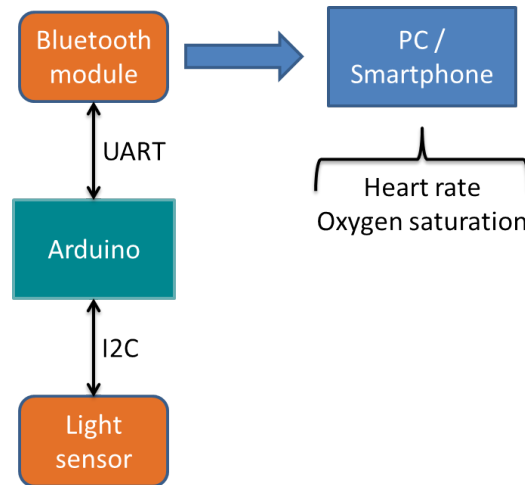 Bluetooth
module
PC /
Smartphone
UART
Heart rate
Oxygen saturation
Arduino
I2C
Light
sensor